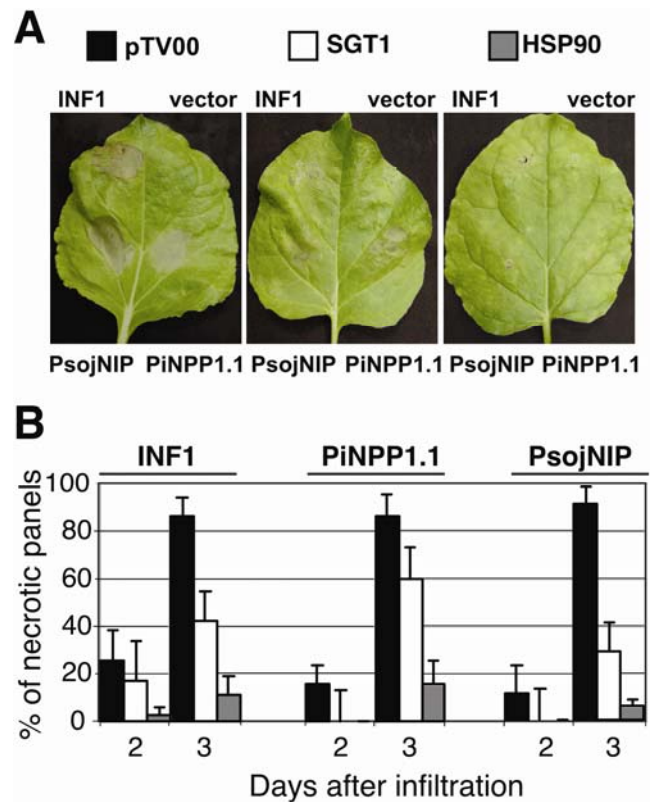 A
pTV00 SGT1 HSP90
INF1 vector INF1 vector INF1 vector
PsojNIP PiNPP1.1 PsojNIP PiNPP1.1 PsojNIP PiNPP1.1
B
INF1 PiNPP1.1 PsojNIP
% of necrotic panels
100
80
60
40
20
0
2 3 2 3 2 3
Days after infiltration